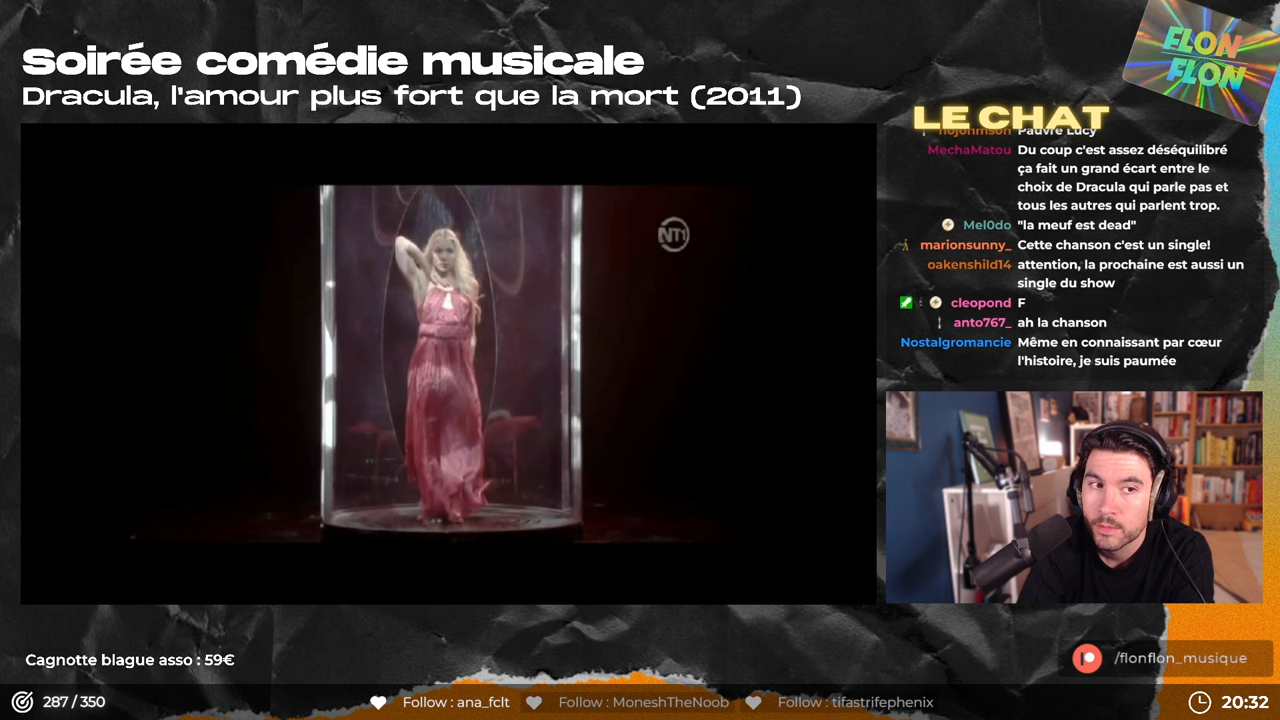 Soirée comédie musicale
Dracula, l'amour plus fort que la mort (2011)
FLON
FLON
LE CHAT
nojohmson Pauvre Lucy
MechaMatou Du coup c'est assez déséquilibré
ça fait un grand écart entre le
choix de Dracula qui parle pas et
tous les autres qui parlent trop.
Mel0do "la meuf est dead"
marionsunny_ Cette chanson c'est un single!
oakenshild14 attention, la prochaine est aussi un
single du show
cleopond F
anto767_ ah la chanson
Nostalgromancie Même en connaissant par cœur
l'histoire, je suis paumée
NT1
Cagnotte blague asso : 59€
/flonflon_musique
287 / 350
Follow : ana_fclt
Follow : MoneshTheNoob
Follow : tifastrifephenix
20:32